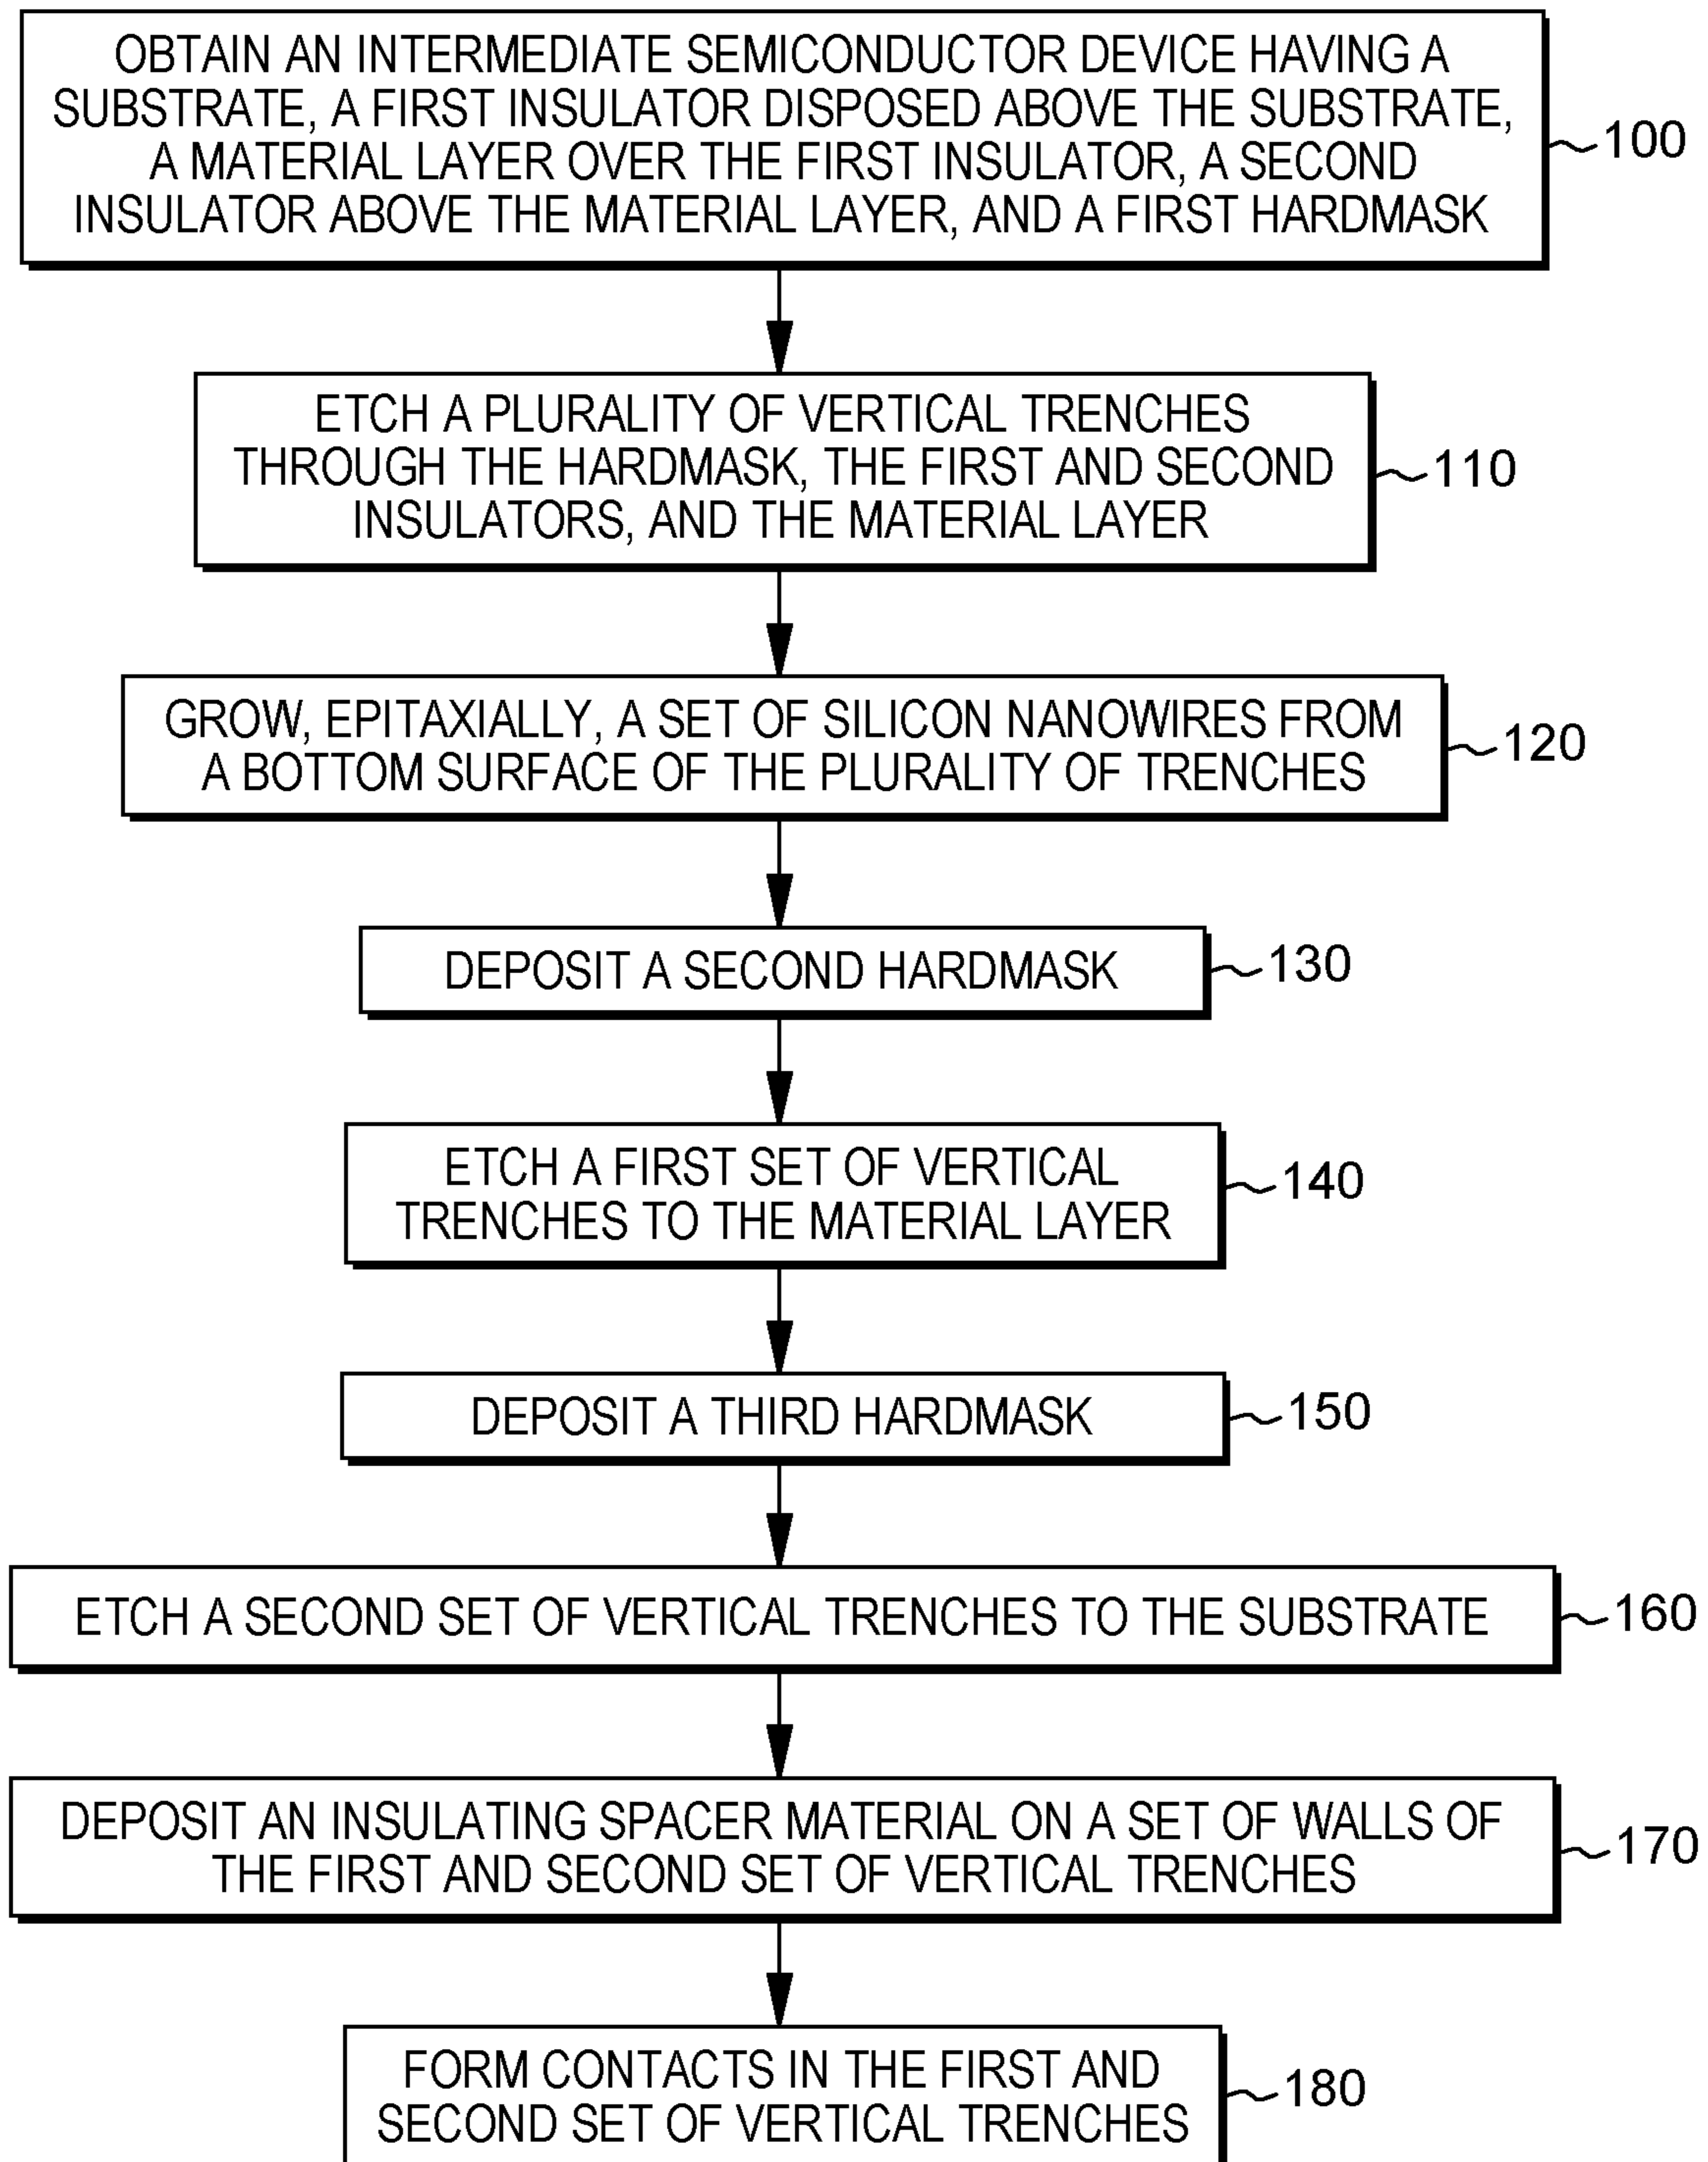 OBTAIN AN INTERMEDIATE SEMICONDUCTOR DEVICE HAVING A
SUBSTRATE, A FIRST INSULATOR DISPOSED ABOVE THE SUBSTRATE,
A MATERIAL LAYER OVER THE FIRST INSULATOR, A SECOND
INSULATOR ABOVE THE MATERIAL LAYER, AND A FIRST HARDMASK
100
ETCH A PLURALITY OF VERTICAL TRENCHES
THROUGH THE HARDMASK, THE FIRST AND SECOND
INSULATORS, AND THE MATERIAL LAYER
110
GROW, EPITAXIALLY, A SET OF SILICON NANOWIRES FROM
A BOTTOM SURFACE OF THE PLURALITY OF TRENCHES
120
DEPOSIT A SECOND HARDMASK
130
ETCH A FIRST SET OF VERTICAL
TRENCHES TO THE MATERIAL LAYER
140
DEPOSIT A THIRD HARDMASK
150
ETCH A SECOND SET OF VERTICAL TRENCHES TO THE SUBSTRATE
160
DEPOSIT AN INSULATING SPACER MATERIAL ON A SET OF WALLS OF
THE FIRST AND SECOND SET OF VERTICAL TRENCHES
170
FORM CONTACTS IN THE FIRST AND
SECOND SET OF VERTICAL TRENCHES
180